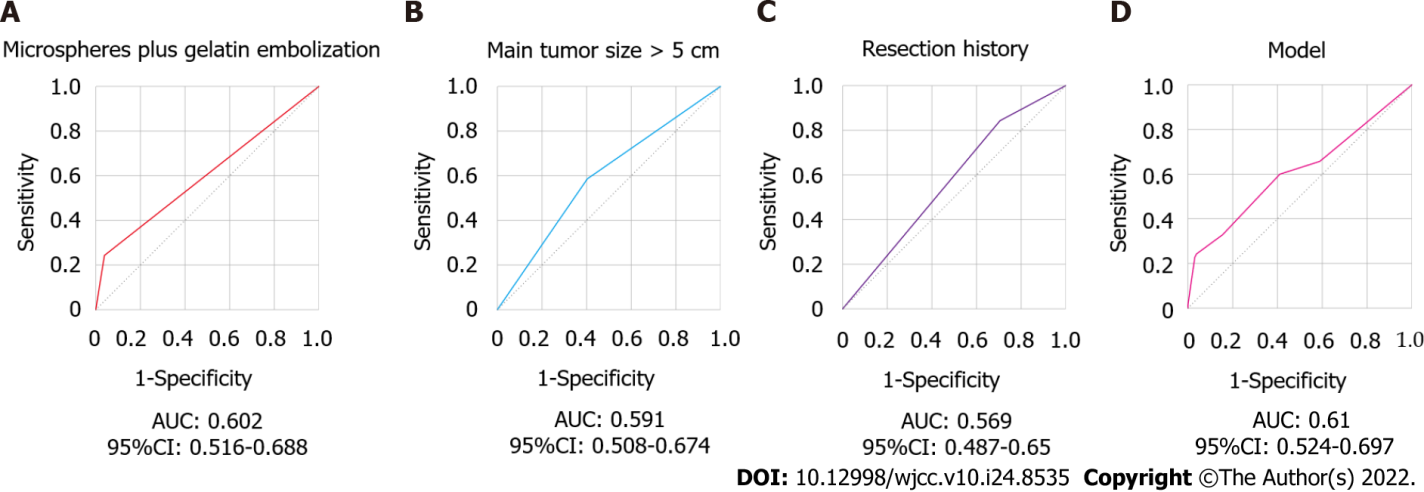 A
B
C
D
Microspheres plus gelatin embolization
Main tumor size > 5 cm
Resection history
Model
1.0
0.8
0.6
0.4
0.2
0
Sensitivity
0 0.2 0.4 0.6 0.8 1.0
1-Specificity
AUC: 0.602
95%CI: 0.516-0.688
1.0
0.8
0.6
0.4
0.2
0
Sensitivity
0 0.2 0.4 0.6 0.8 1.0
1-Specificity
AUC: 0.591
95%CI: 0.508-0.674
1.0
0.8
0.6
0.4
0.2
0
Sensitivity
0 0.2 0.4 0.6 0.8 1.0
1-Specificity
AUC: 0.569
95%CI: 0.487-0.65
1.0
0.8
0.6
0.4
0.2
0
Sensitivity
0 0.2 0.4 0.6 0.8 1.0
1-Specificity
AUC: 0.61
95%CI: 0.524-0.697
DOI: 10.12998/wjcc.v10.i24.8535 Copyright ©The Author(s) 2022.